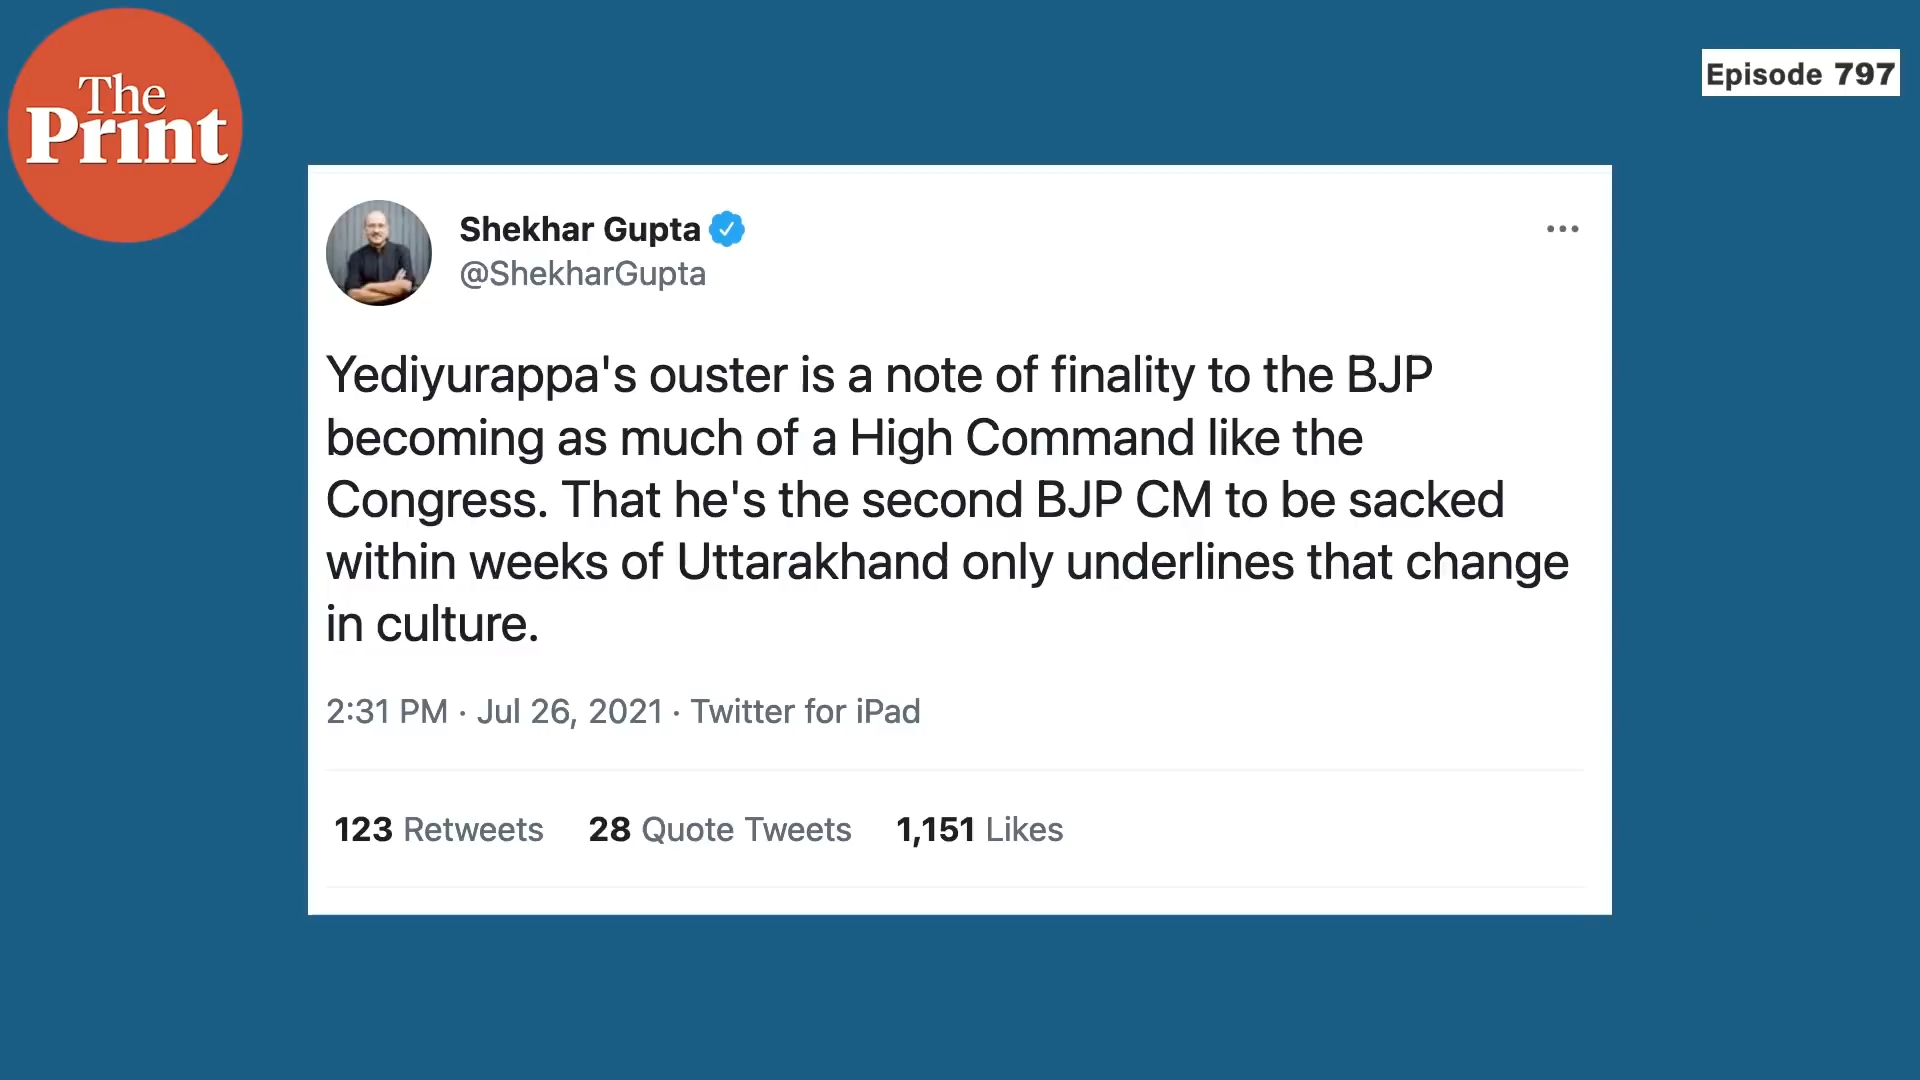 The
Print
Episode 797
Shekhar Gupta
@ShekharGupta
Yediyurappa's ouster is a note of finality to the BJP
becoming as much of a High Command like the
Congress. That he's the second BJP CM to be sacked
within weeks of Uttarakhand only underlines that change
in culture.
2:31 PM · Jul 26, 2021 · Twitter for iPad
123 Retweets 28 Quote Tweets 1,151 Likes